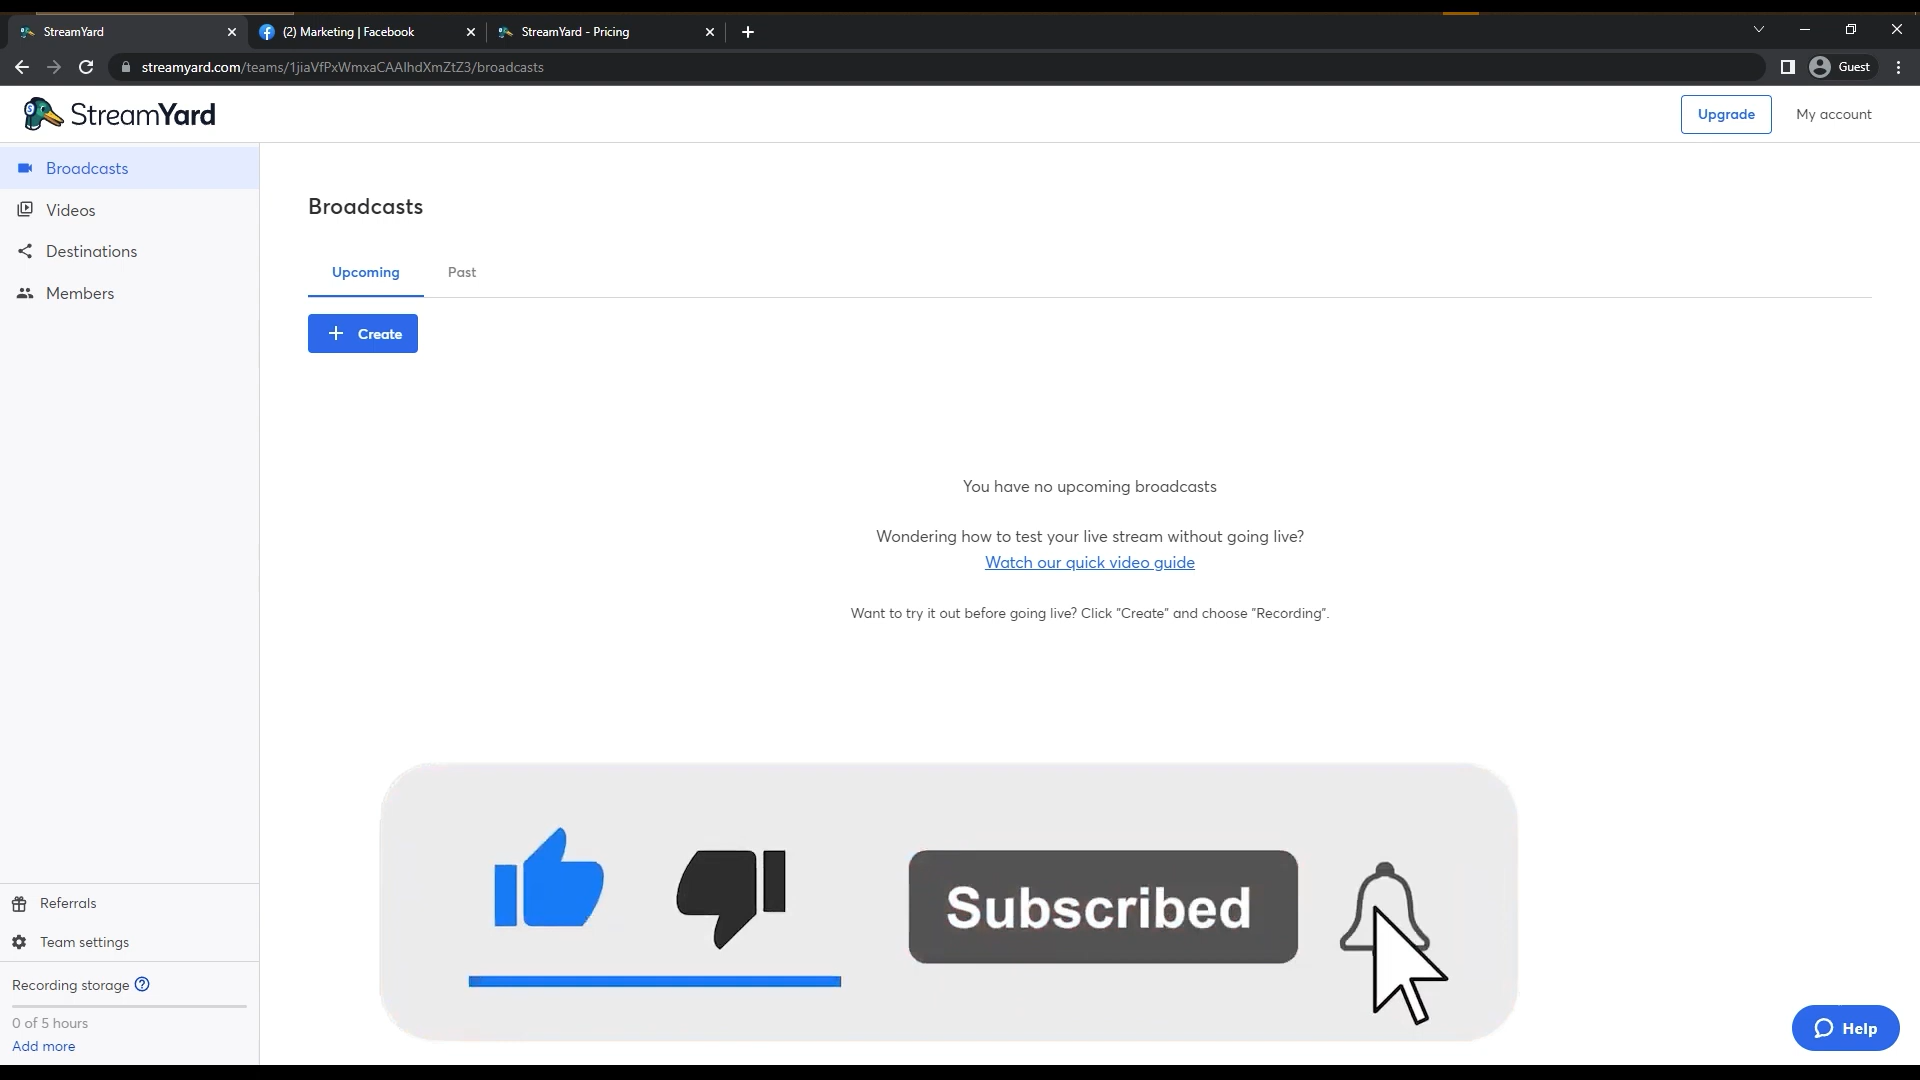 StreamYard
(2) Marketing | Facebook
StreamYard - Pricing
streamyard.com/teams/1jiaVfPxWmxaCAAlhdXmZtZ3/broadcasts
Guest
StreamYard
Upgrade
My account
Broadcasts
Videos
Destinations
Members
Broadcasts
Upcoming
Past
Create
You have no upcoming broadcasts
Wondering how to test your live stream without going live?
Watch our quick video guide
Want to try it out before going live? Click "Create" and choose "Recording".
Subscribed
Referrals
Team settings
Recording storage
0 of 5 hours
Add more
Help